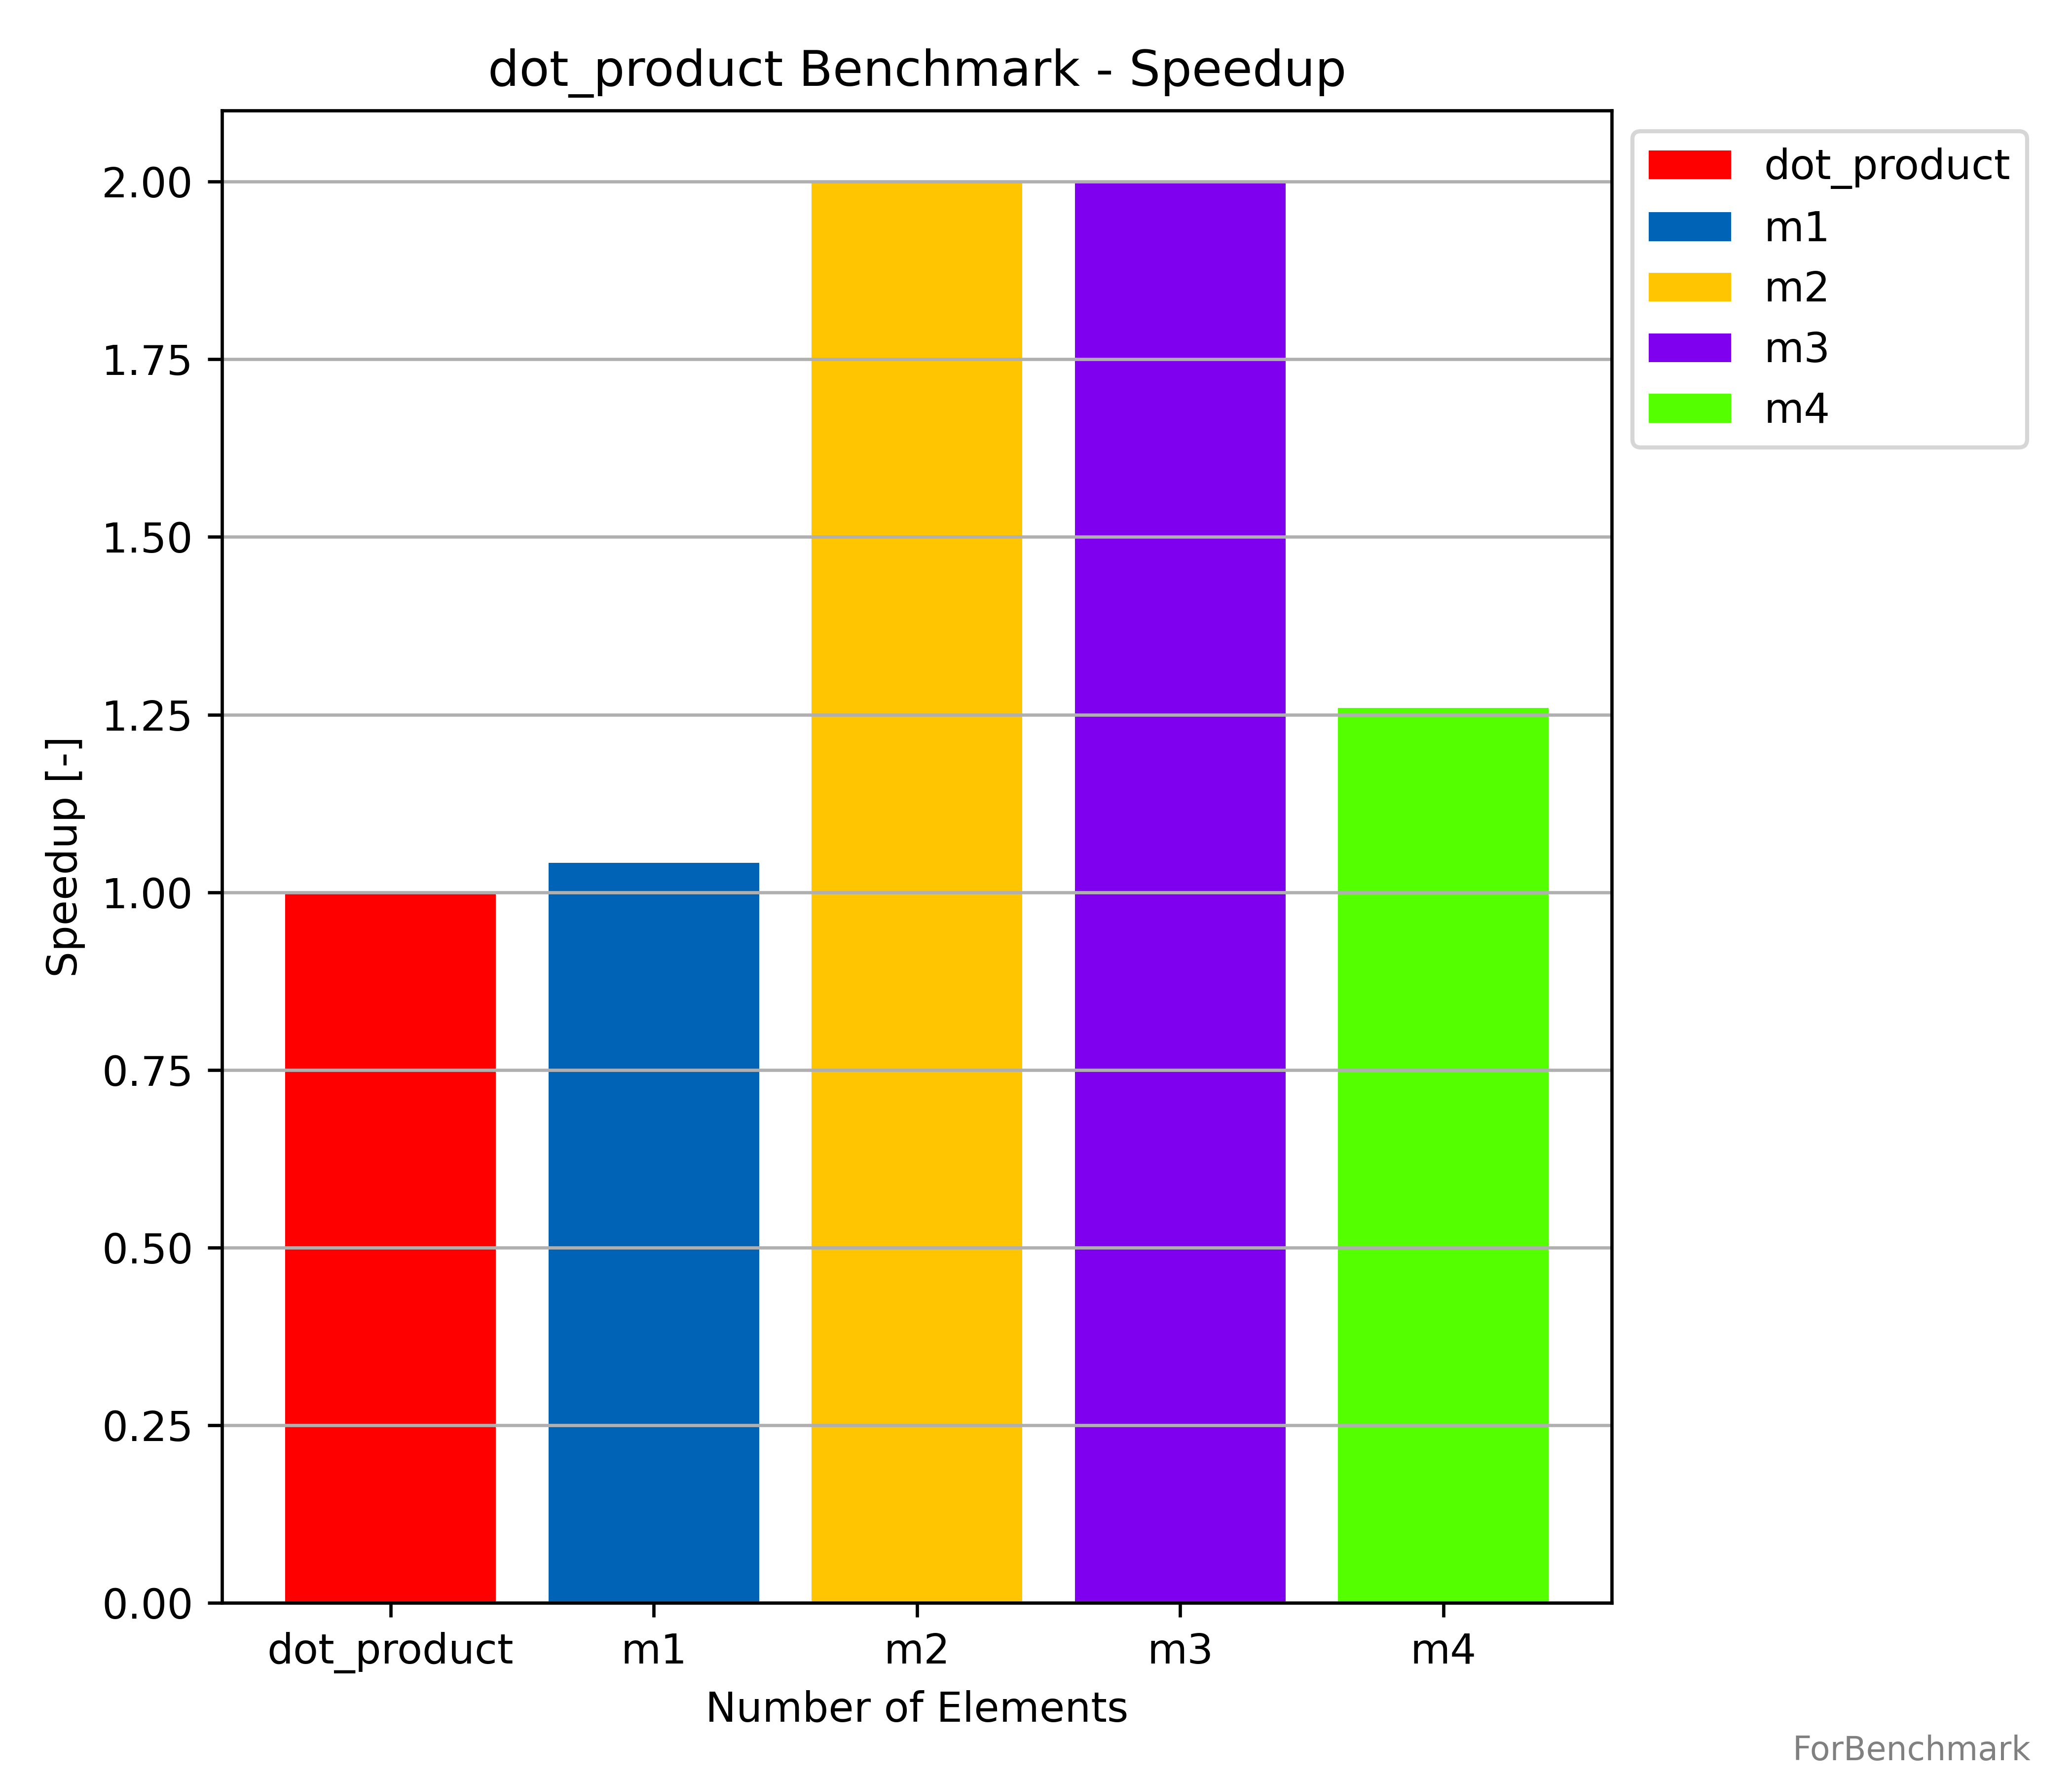 dot_product Benchmark - Speedup
2.00
1.75
1.50
1.25
1.00
0.75
0.50
0.25
0.00
Speedup [-]
dot_product
m1
m2
m3
m4
Number of Elements
dot_product
m1
m2
m3
m4
ForBenchmark